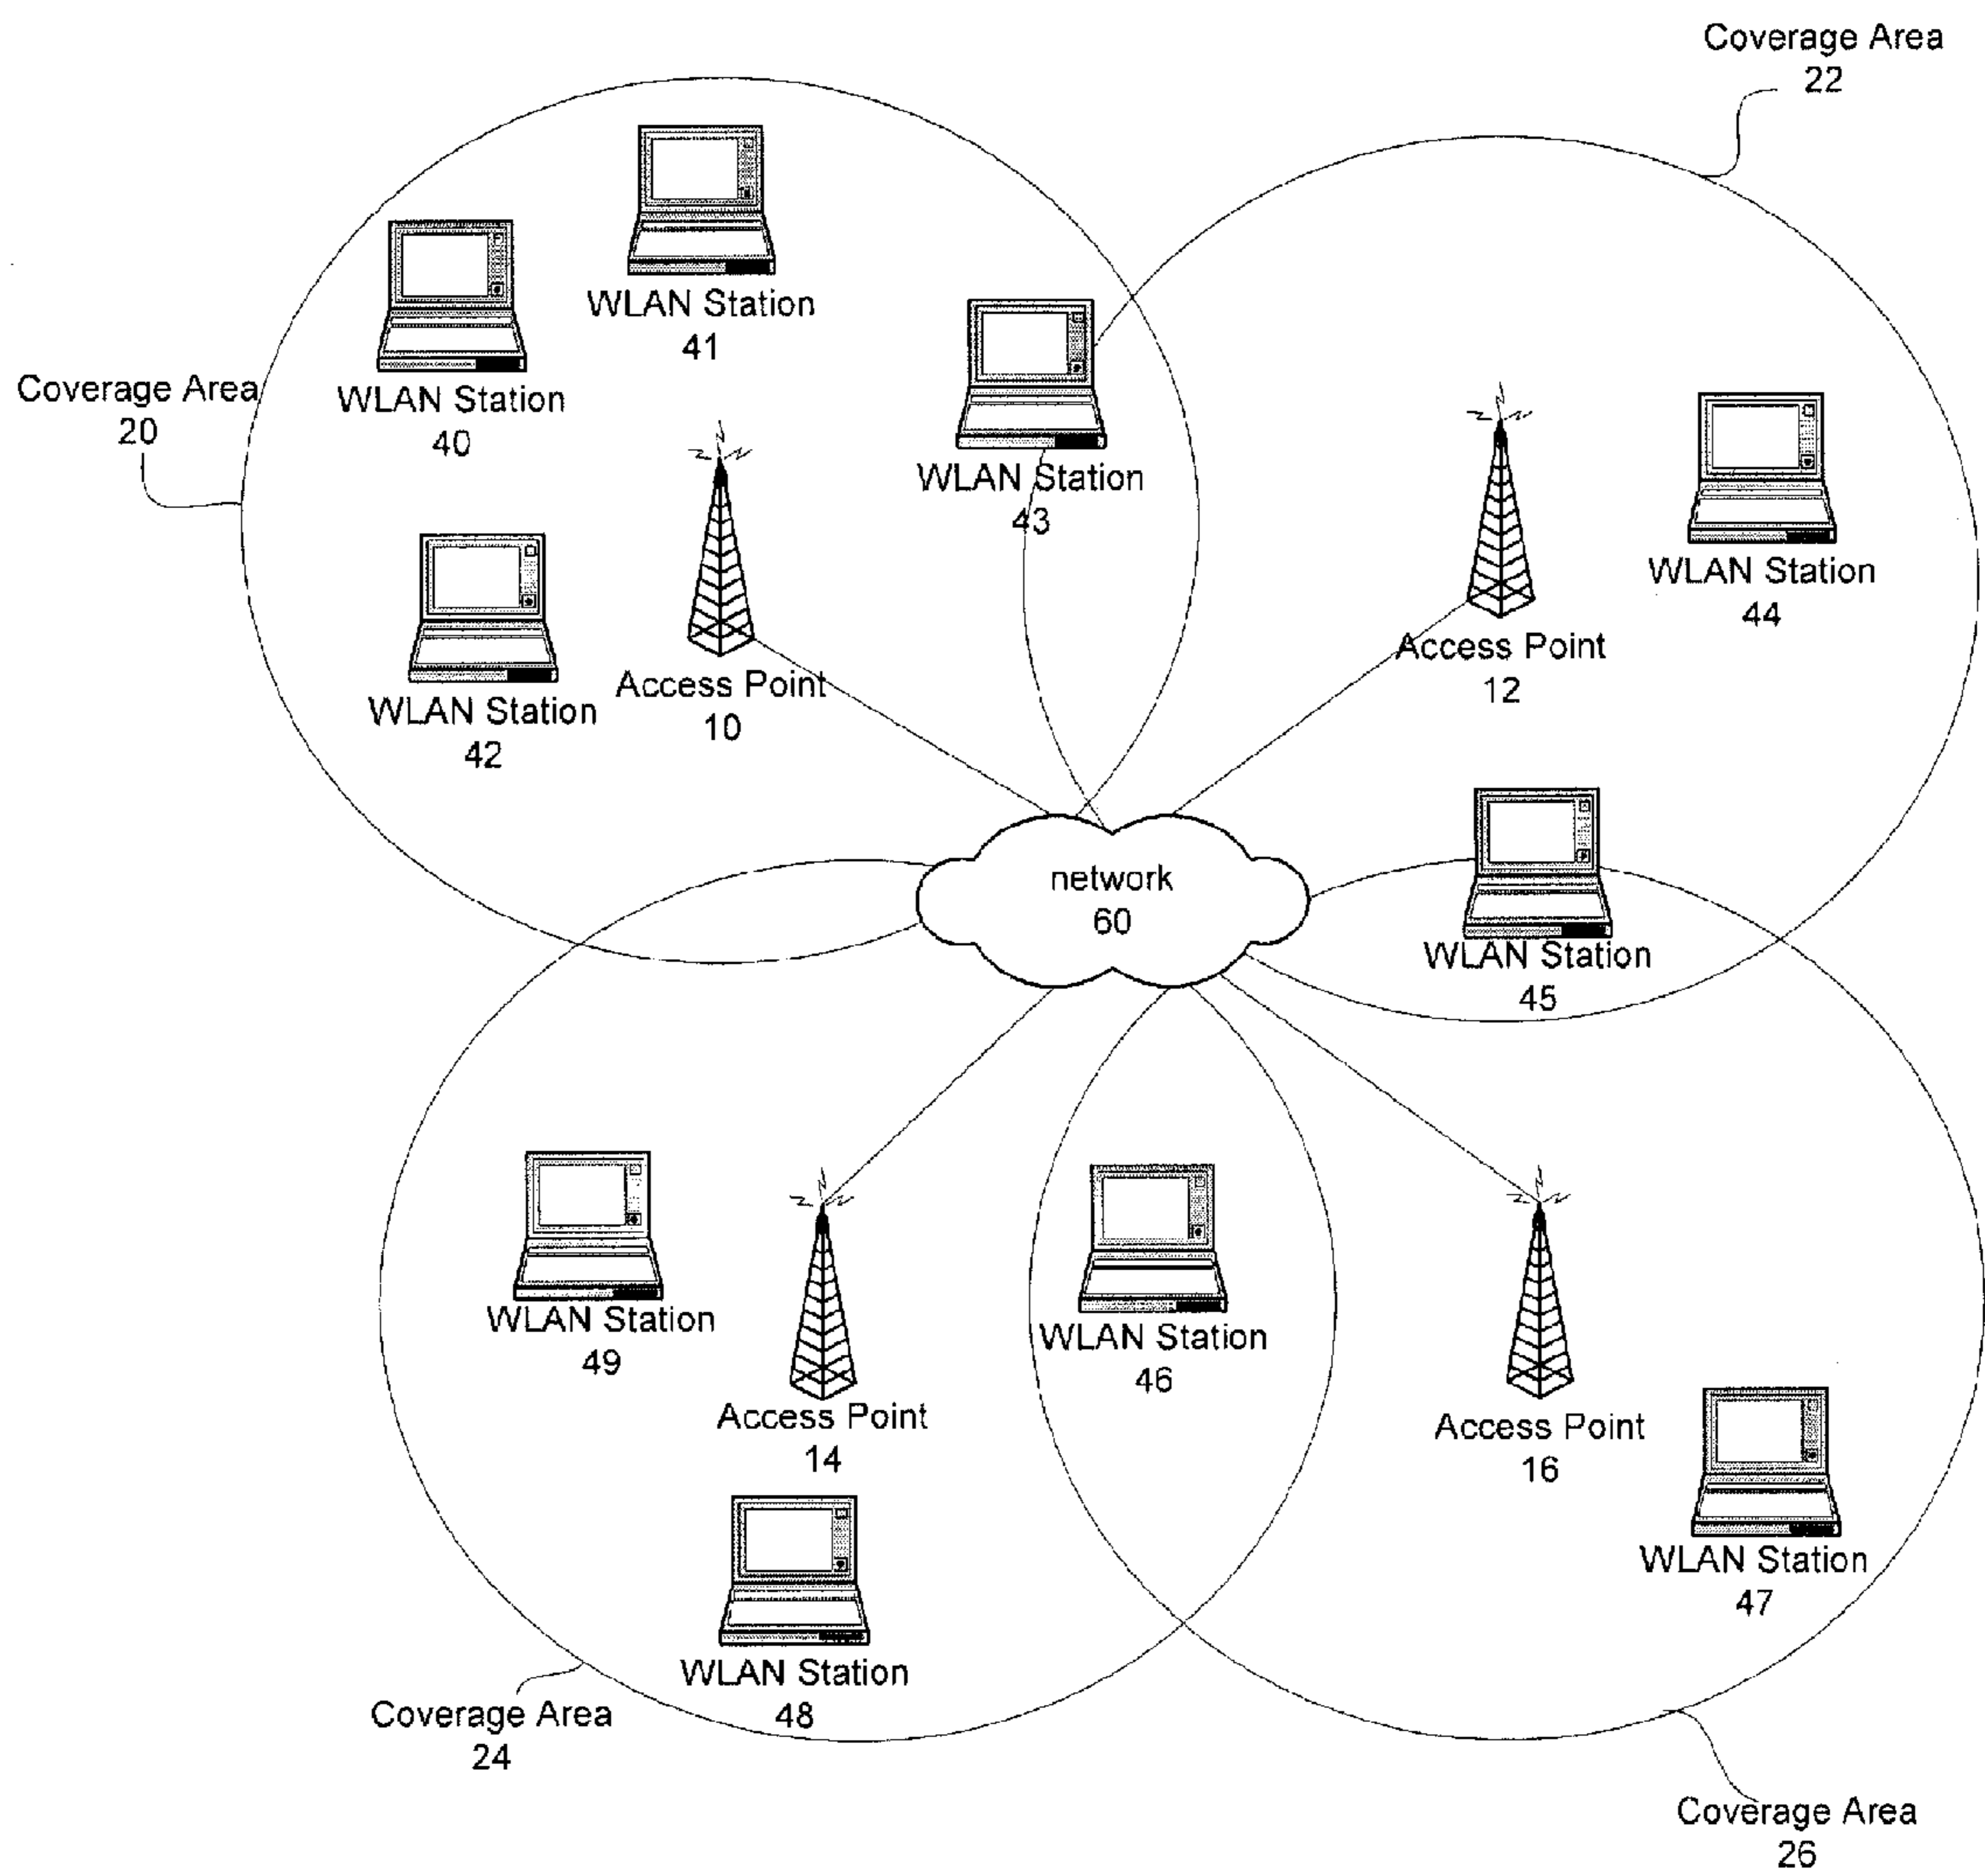 Coverage Area
22
WLAN Station
41
WLAN Station
40
Coverage Area
20
WLAN Station
43
WLAN Station
44
Access Point
12
Access Point
10
WLAN Station
42
network
60
WLAN Station
45
WLAN Station
49
WLAN Station
46
Access Point
14
Access Point
16
WLAN Station
47
WLAN Station
48
Coverage Area
24
Coverage Area
26